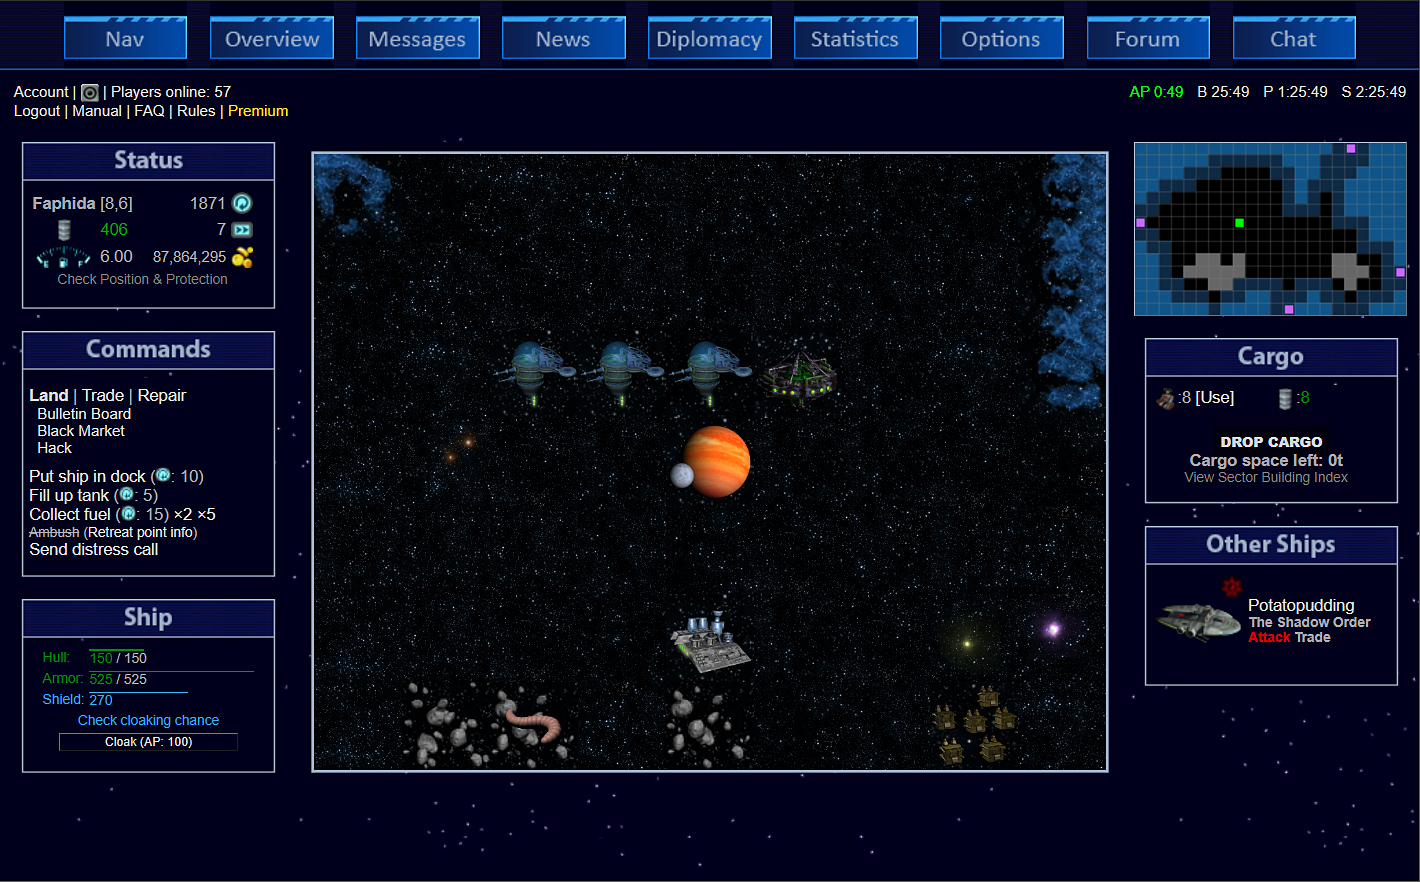 Nav Overview Messages News Diplomacy Statistics Options Forum Chat
Account | | Players online: 57
Logout | Manual | FAQ | Rules | Premium
AP 0:49 B 25:49 P 1:25:49 S 2:25:49
Status
Faphida [8,6] 1871
406 7
6.00 87,864,295
Check Position & Protection
Commands
Land | Trade | Repair
Bulletin Board
Black Market
Hack
Put ship in dock ( : 10)
Fill up tank ( : 5)
Collect fuel ( : 15) ×2 ×5
Ambush (Retreat point info)
Send distress call
Ship
Hull: 150 / 150
Armor: 525 / 525
Shield: 270
Check cloaking chance
Cloak (AP: 100)
Cargo
:8 [Use] :8
DROP CARGO
Cargo space left: 0t
View Sector Building Index
Other Ships
Potatopudding
The Shadow Order
Attack Trade